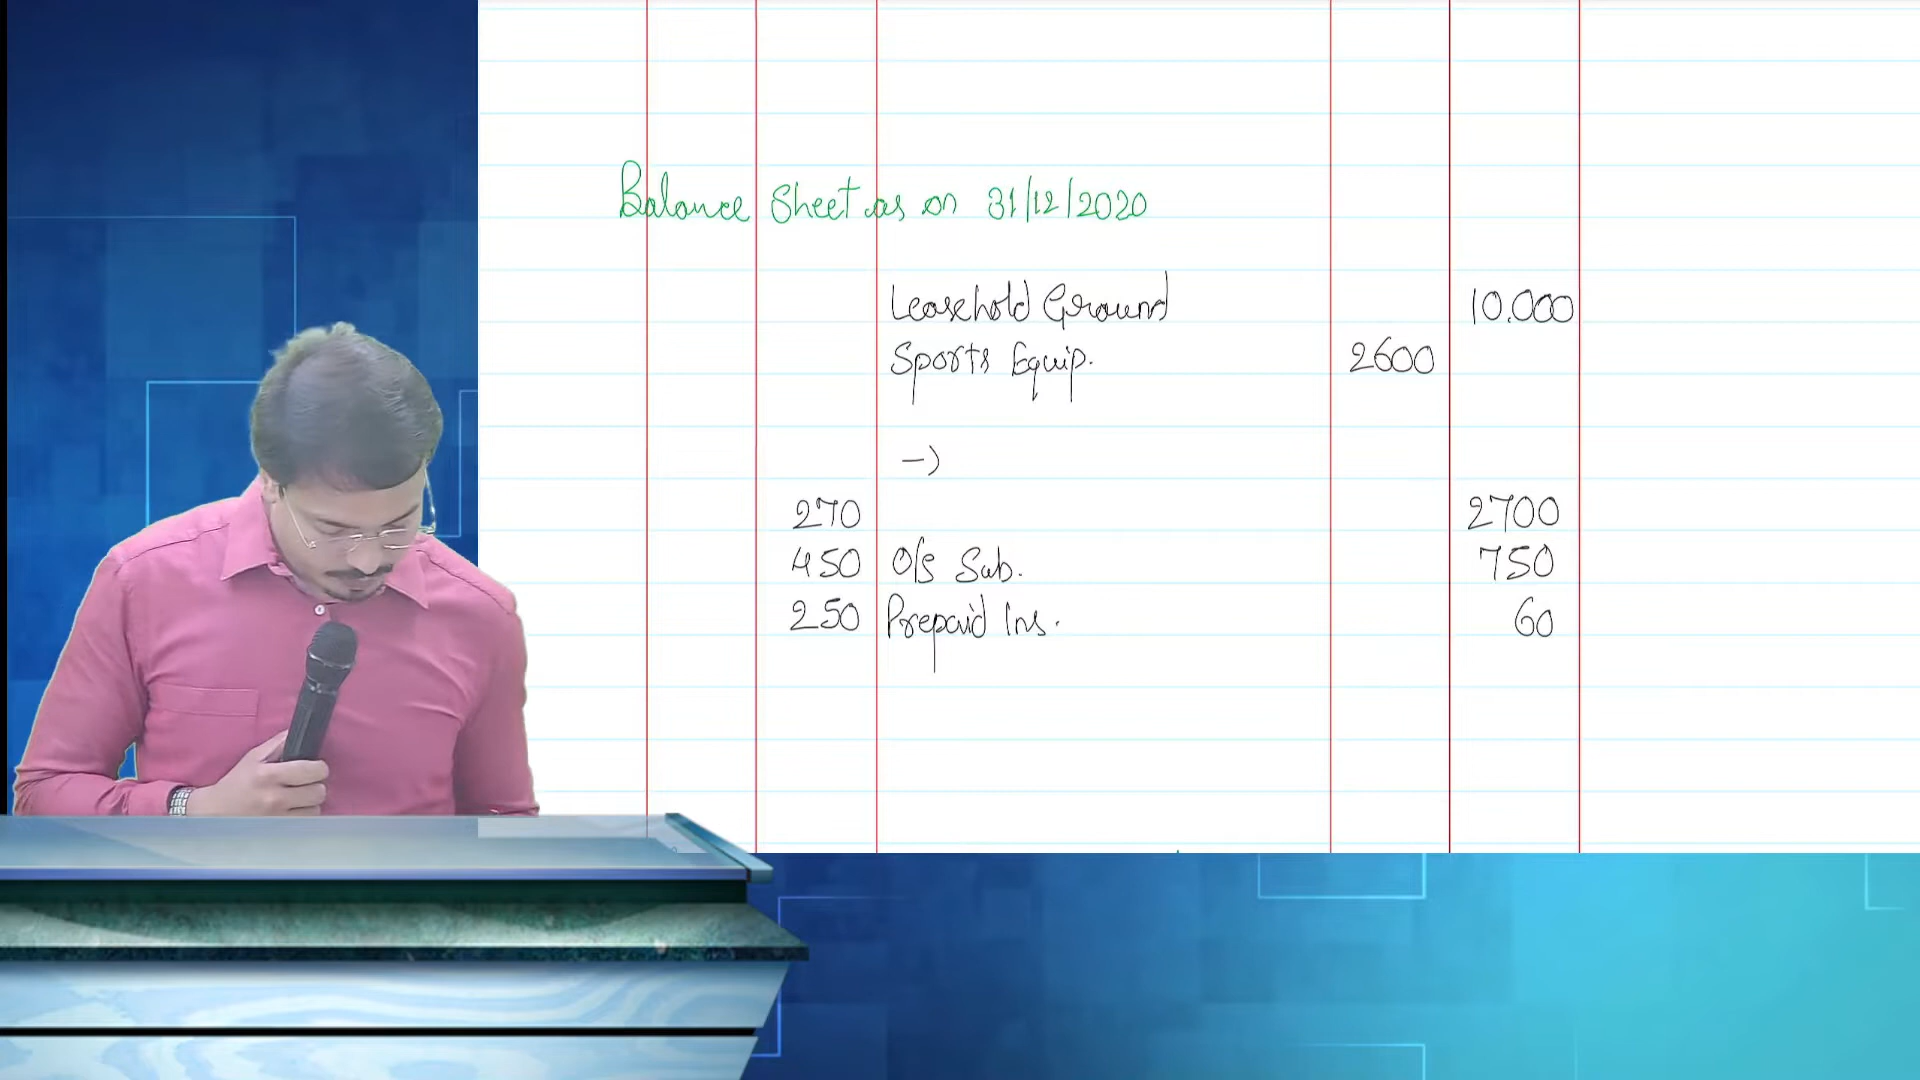 Balance Sheet as on 31/12/2020
Leasehold Ground 10.000
Sports Equip. 2600
-)
270 2700
450 O/s Sub. 750
250 Prepaid Ins. 60